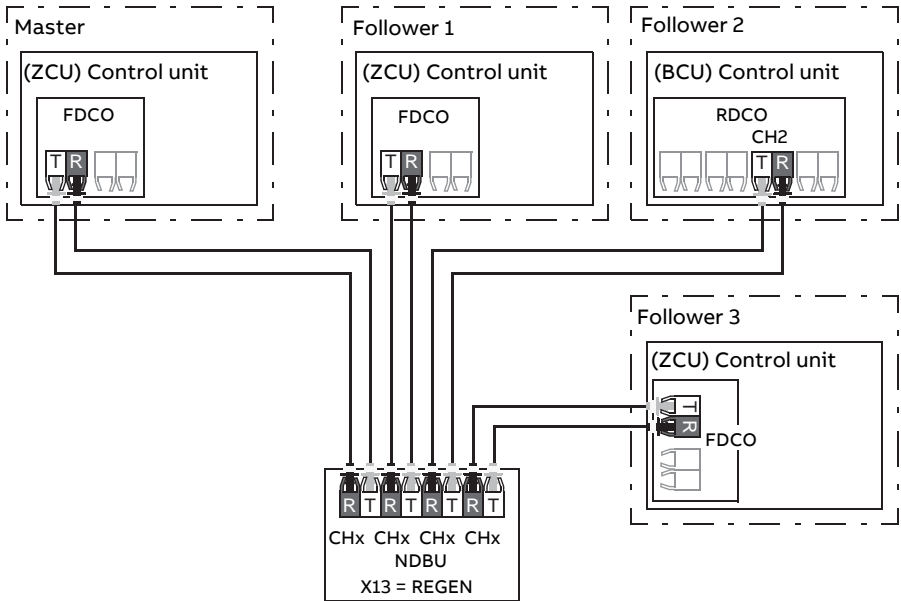 Master
(ZCU) Control unit
FDCO
T R
Follower 1
(ZCU) Control unit
FDCO
T R
Follower 2
(BCU) Control unit
RDCO
CH2
T R
Follower 3
(ZCU) Control unit
T
R
FDCO
R T R T R T R T
CHx CHx CHx CHx
NDBU
X13 = REGEN